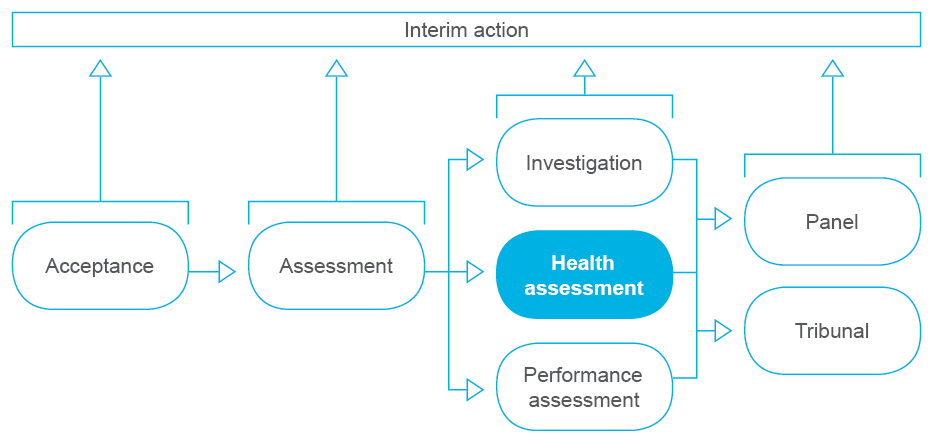 Interim action
Acceptance
Assessment
Investigation
Health
assessment
Performance
assessment
Panel
Tribunal